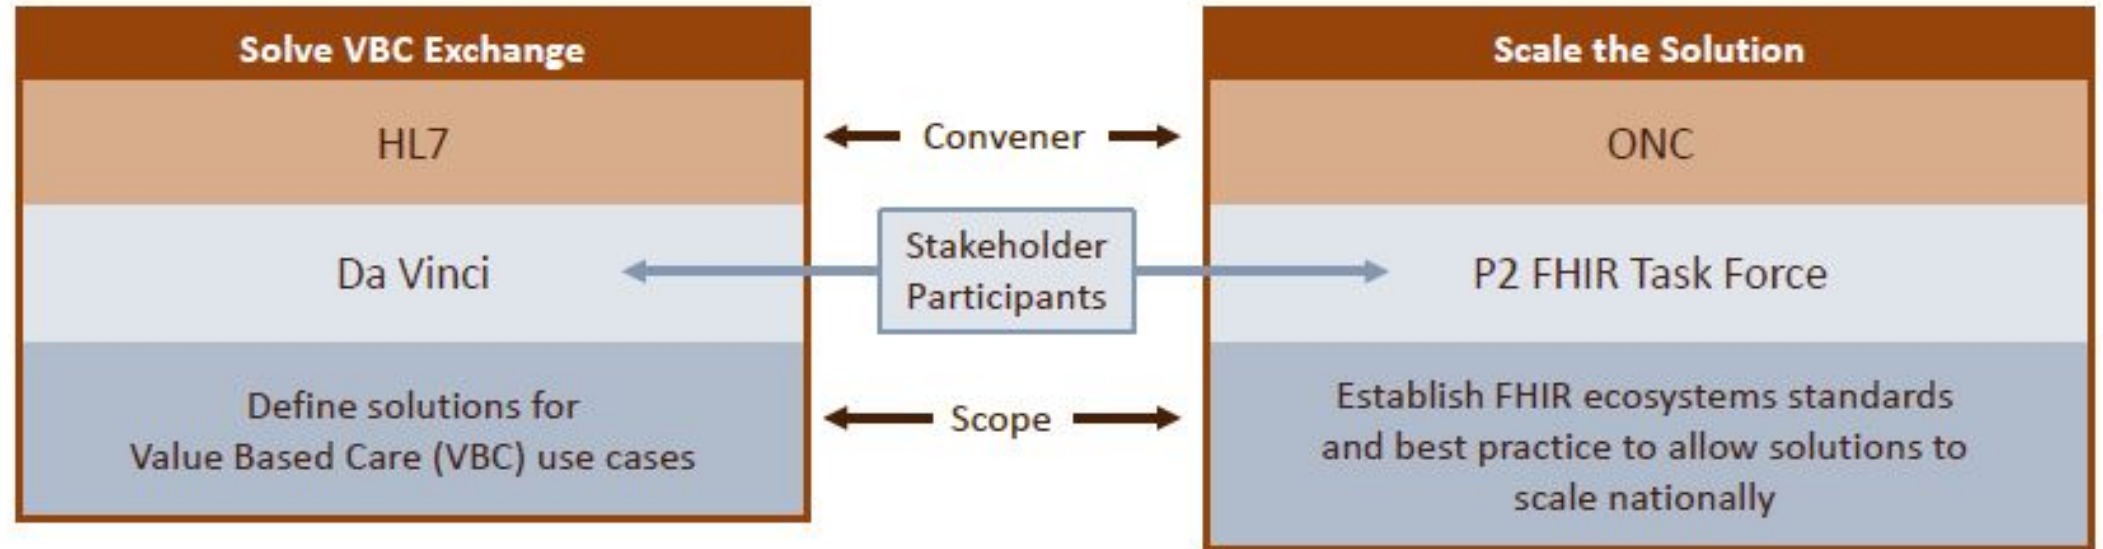 Solve VBC Exchange
HL7
Da Vinci
Define solutions for
Value Based Care (VBC) use cases
Convener
Stakeholder
Participants
Scope
Scale the Solution
ONC
P2 FHIR Task Force
Establish FHIR ecosystems standards
and best practice to allow solutions to
scale nationally